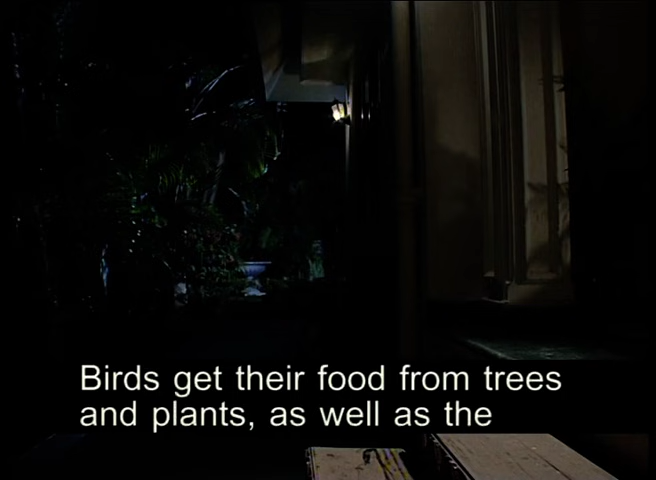 Birds get their food from trees
and plants, as well as the